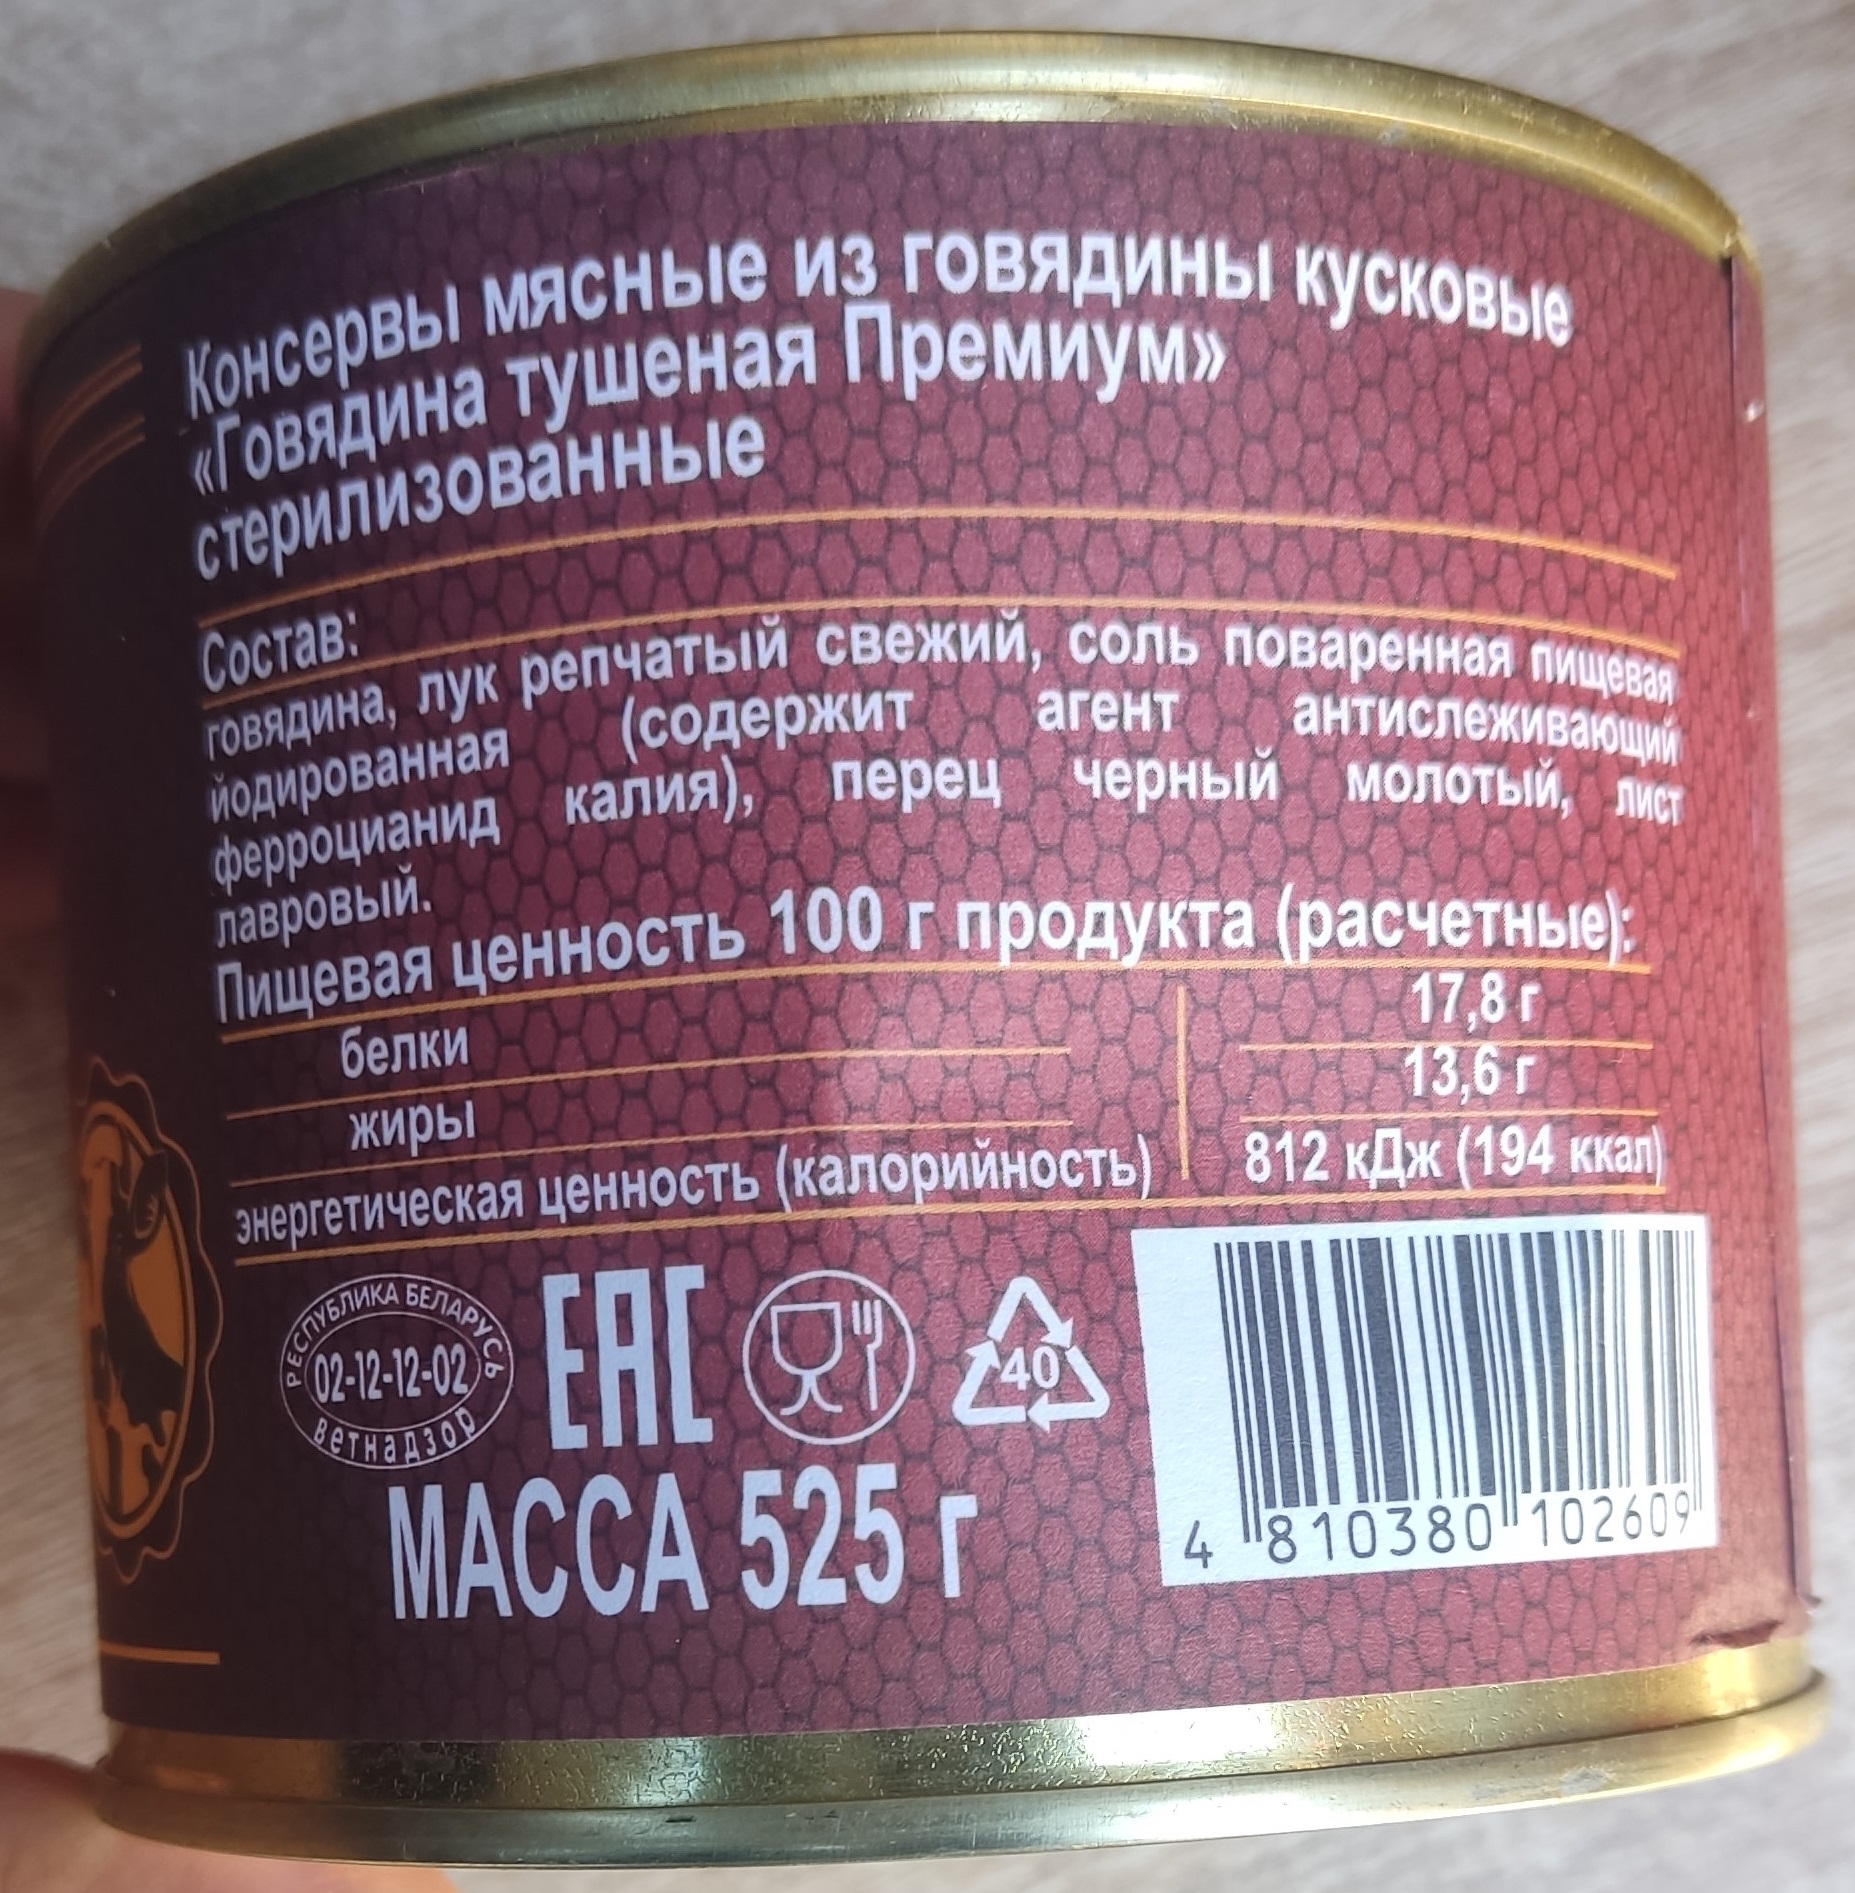 Консервы мясные из говядины кусковые
«Говядина тушеная Премиум»
стерилизованные
Состав:
говядина, лук репчатый свежий, соль поваренная пищевая
йодированная (содержит агент антислеживающий
ферроцианид калия), перец черный молотый, лист
лавровый.
Пищевая ценность 100 г продукта (расчетные):
белки 17,8 г
жиры 13,6 г
энергетическая ценность (калорийность) 812 кДж (194 ккал)
РЕСПУБЛИКА БЕЛАРУСЬ
02-12-12-02
Ветнадзор
EAC
40
МАССА 525 г
4 810380 102609